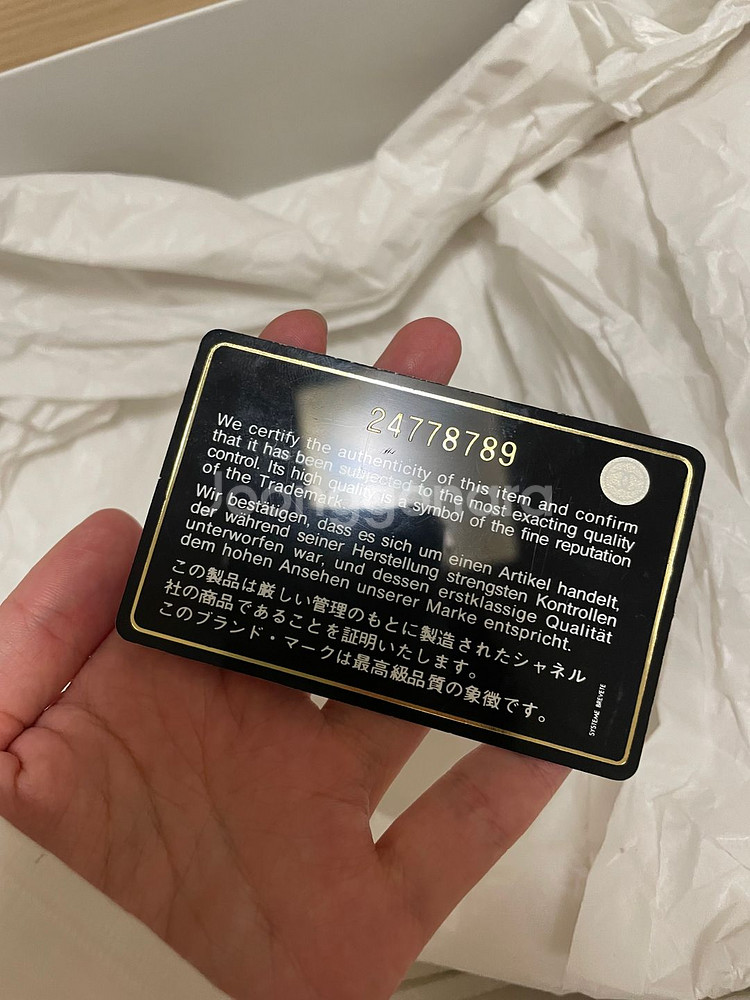 24778789
We certify the authenticity of this item and confirm
that it has been subjected to the most exacting quality
control. Its high quality is a symbol of the fine reputation
of the Trademark.
Wir bestätigen, dass es sich um einen Artikel handelt,
der während seiner Herstellung strengsten Kontrollen
unterworfen war, und dessen erstklassige Qualität
dem hohen Ansehen unserer Marke entspricht.
この製品は厳しい管理のもとに製造されたシャネル
社の商品であることを証明いたします。
このブランド・マークは最高級品質の象徴です。
SYSTEME BREVETE
Joonggonara